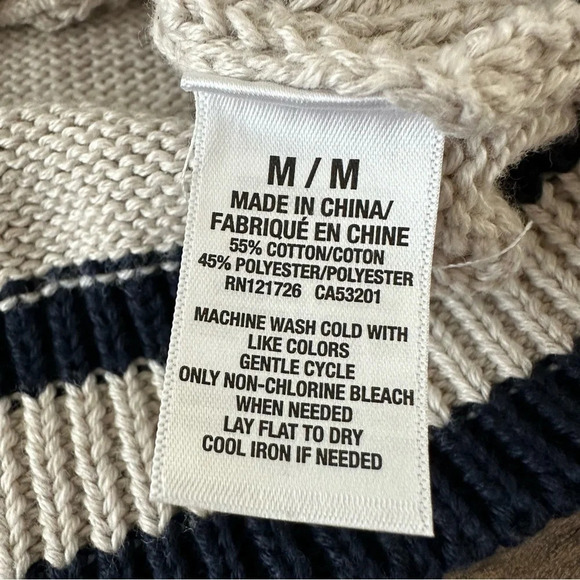 M / M
MADE IN CHINA/
FABRIQUÉ EN CHINE
55% COTTON/COTON
45% POLYESTER/POLYESTER
RN121726 CA53201
MACHINE WASH COLD WITH
LIKE COLORS
GENTLE CYCLE
ONLY NON-CHLORINE BLEACH
WHEN NEEDED
LAY FLAT TO DRY
COOL IRON IF NEEDED